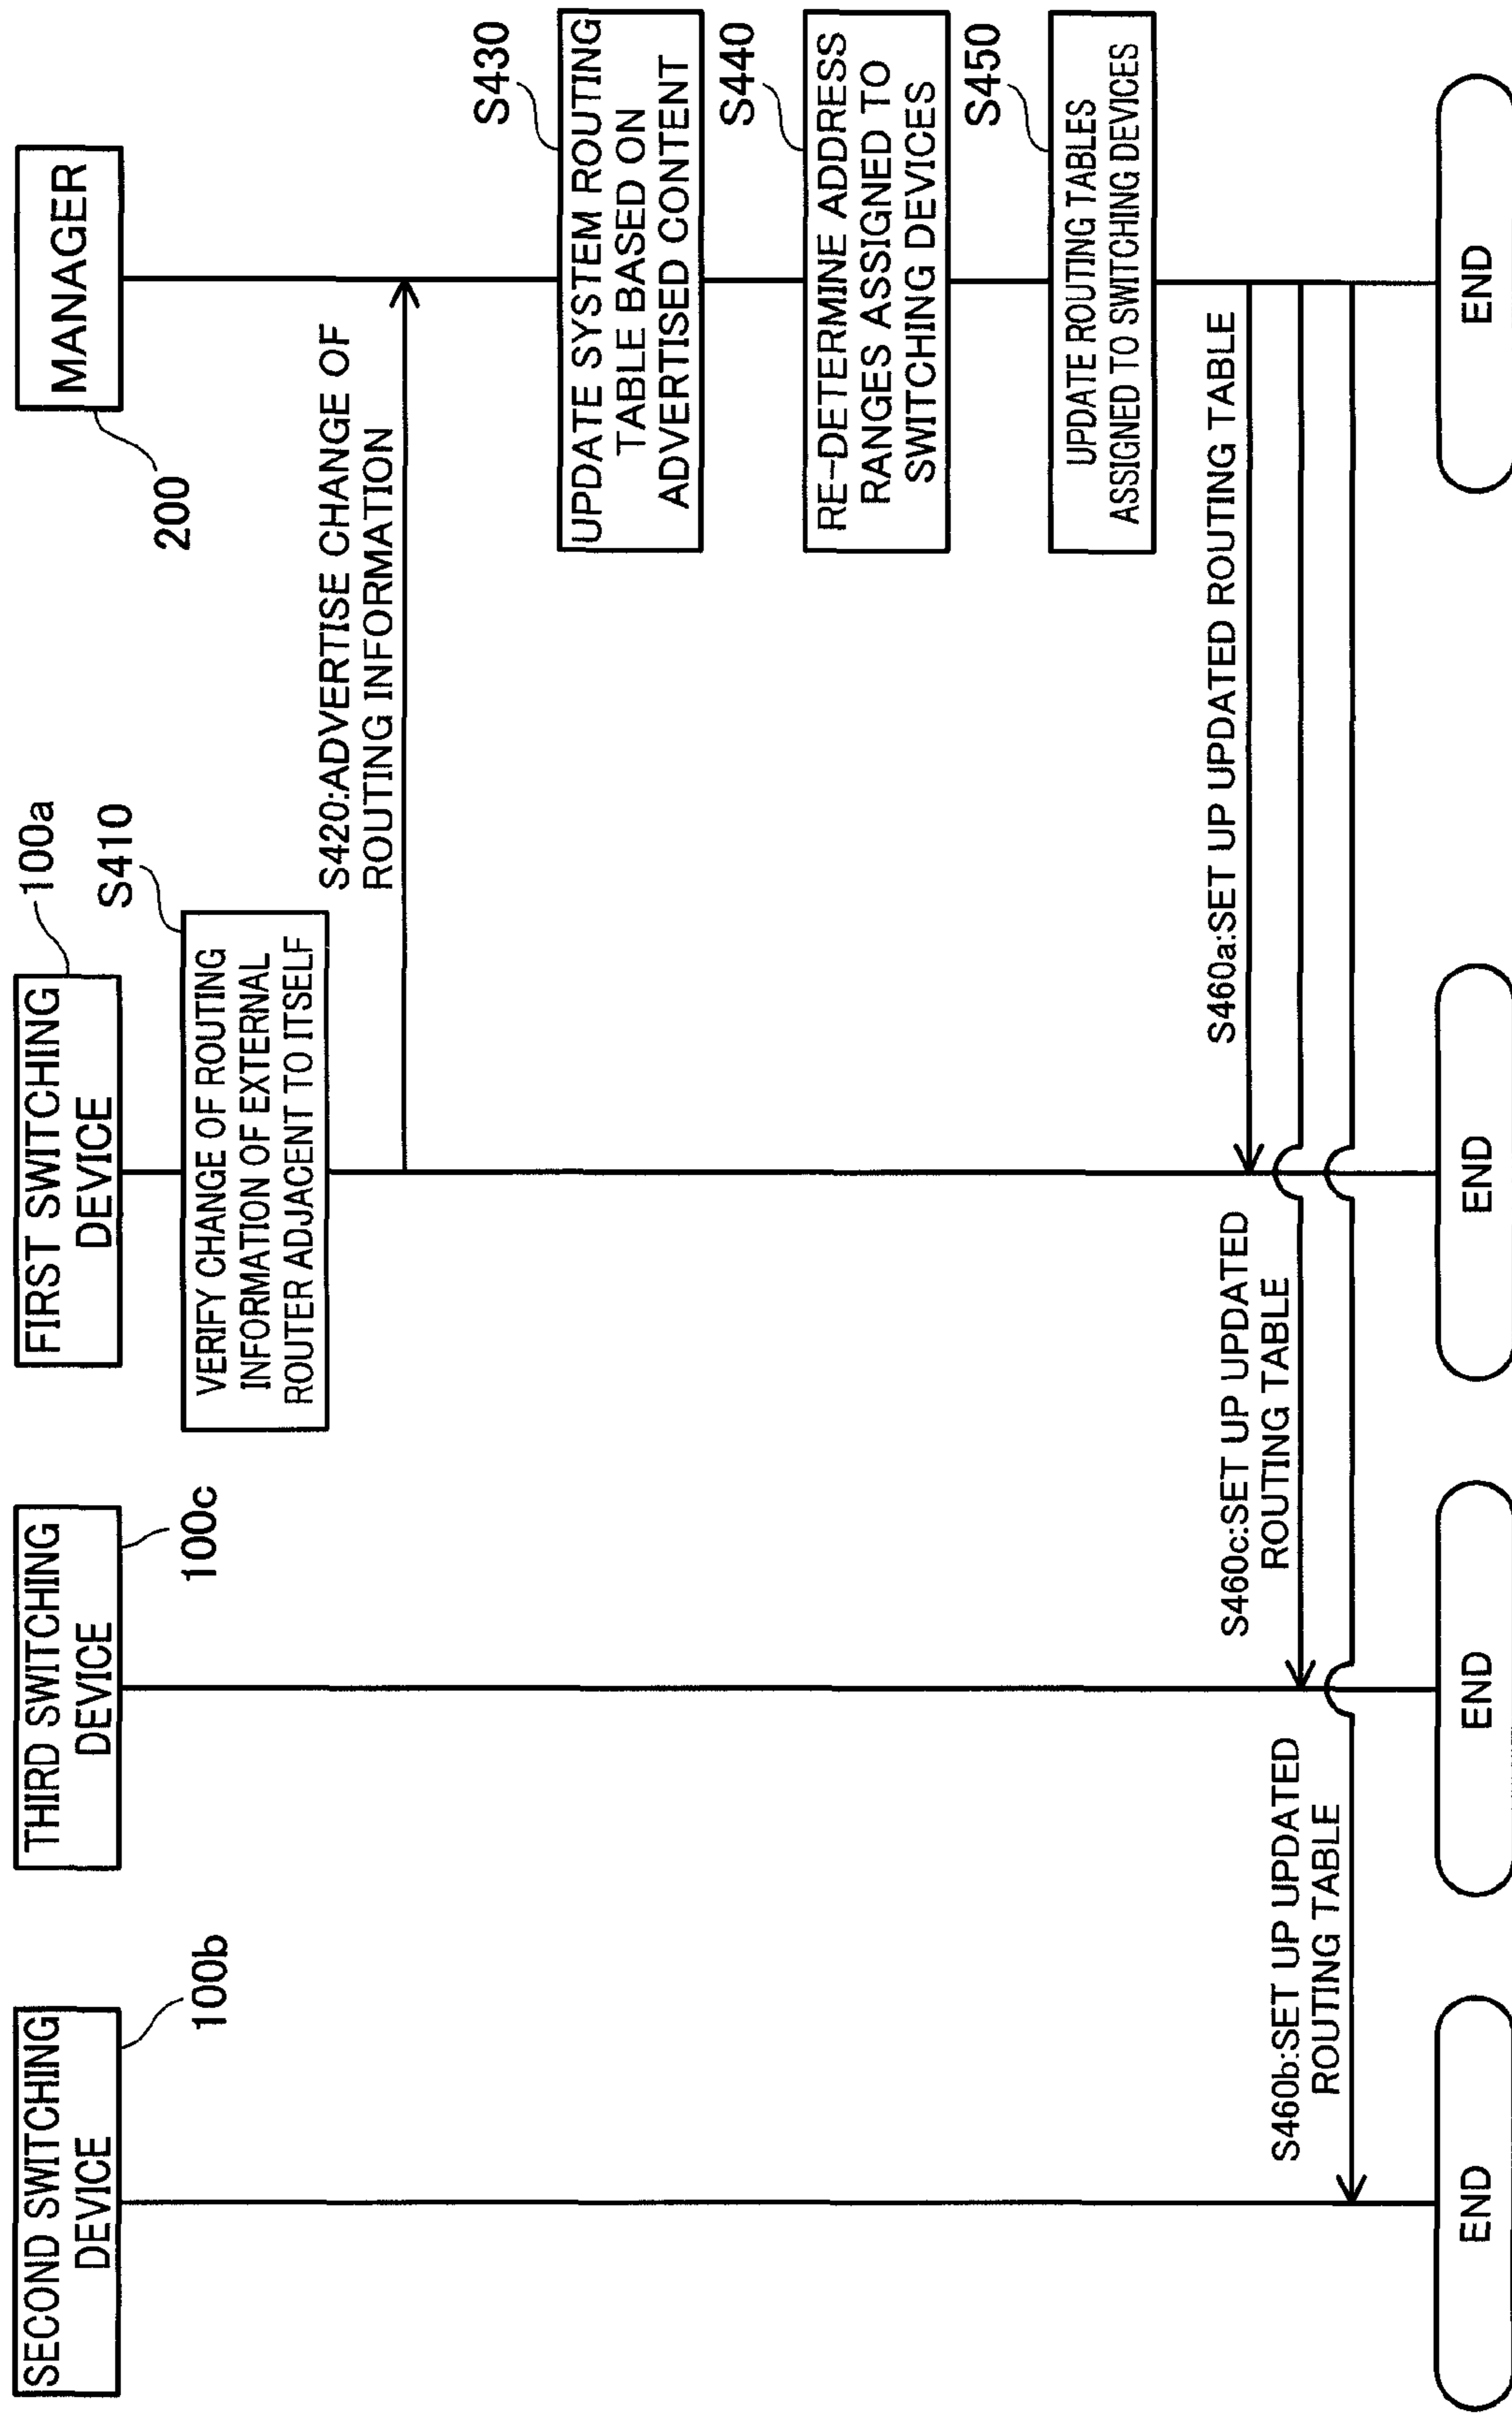 SECOND SWITCHING
DEVICE
100b
THIRD SWITCHING
DEVICE
100c
FIRST SWITCHING
DEVICE
100a
MANAGER
200
S410
VERIFY CHANGE OF ROUTING
INFORMATION OF EXTERNAL
ROUTER ADJACENT TO ITSELF
S420:ADVERTISE CHANGE OF
ROUTING INFORMATION
S430
UPDATE SYSTEM ROUTING
TABLE BASED ON
ADVERTISED CONTENT
S440
RE-DETERMINE ADDRESS
RANGES ASSIGNED TO
SWITCHING DEVICES
S450
UPDATE ROUTING TABLES
ASSIGNED TO SWITCHING DEVICES
S460a:SET UP UPDATED ROUTING TABLE
S460c:SET UP UPDATED
ROUTING TABLE
S460b:SET UP UPDATED
ROUTING TABLE
END
END
END
END